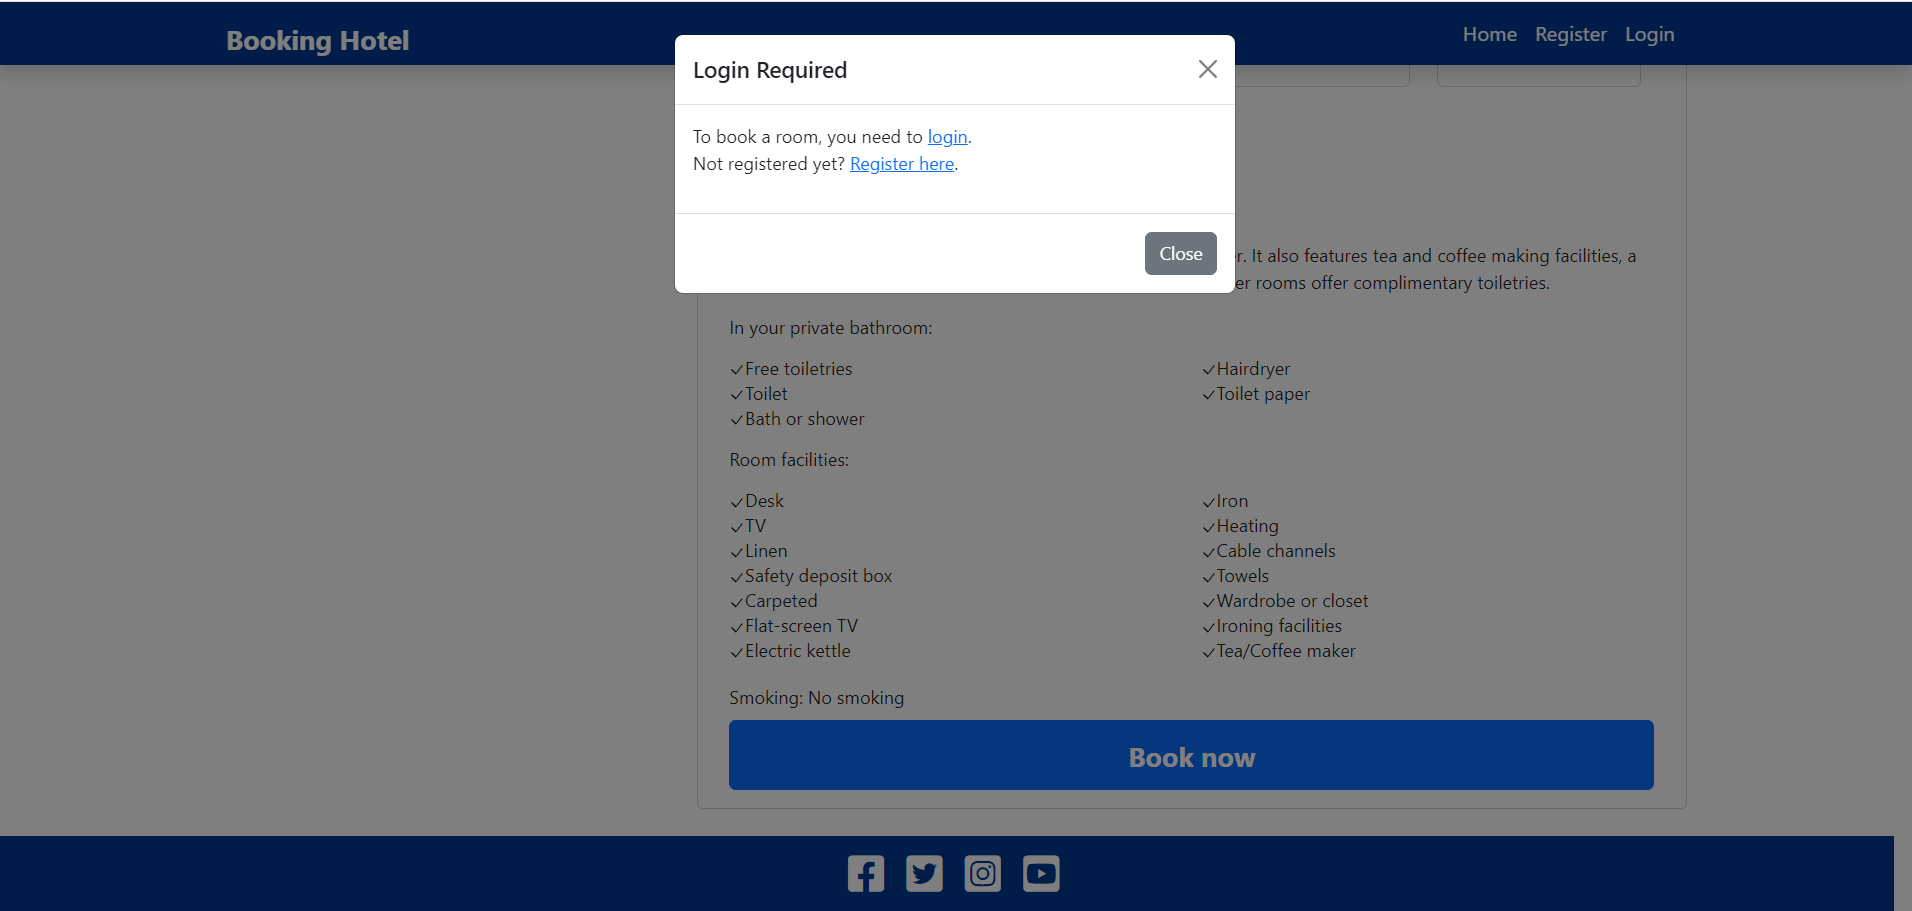 Booking Hotel
Home Register Login
Login Required
To book a room, you need to login.
Not registered yet? Register here.
Close
. It also features tea and coffee making facilities, a
rooms offer complimentary toiletries.
In your private bathroom:
Free toiletries
Toilet
Bath or shower
Hairdryer
Toilet paper
Room facilities:
Desk
TV
Linen
Safety deposit box
Carpeted
Flat-screen TV
Electric kettle
Iron
Heating
Cable channels
Towels
Wardrobe or closet
Ironing facilities
Tea/Coffee maker
Smoking: No smoking
Book now